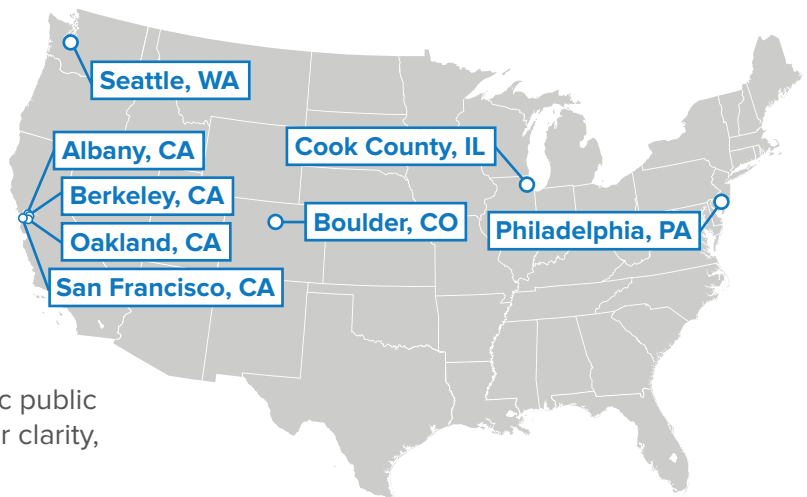 Seattle, WA
Albany, CA
Cook County, IL
Berkeley, CA
Boulder, CO
Philadelphia, PA
Oakland, CA
San Francisco, CA
public
clarity,